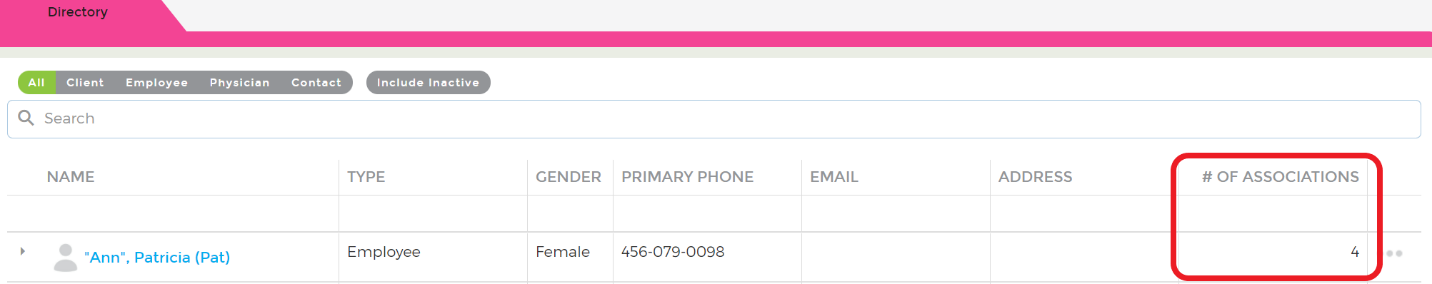 Directory
All Client Employee Physician Contact Include Inactive
Search
NAME TYPE GENDER PRIMARY PHONE EMAIL ADDRESS # OF ASSOCIATIONS
"Ann", Patricia (Pat) Employee Female 456-079-0098 4